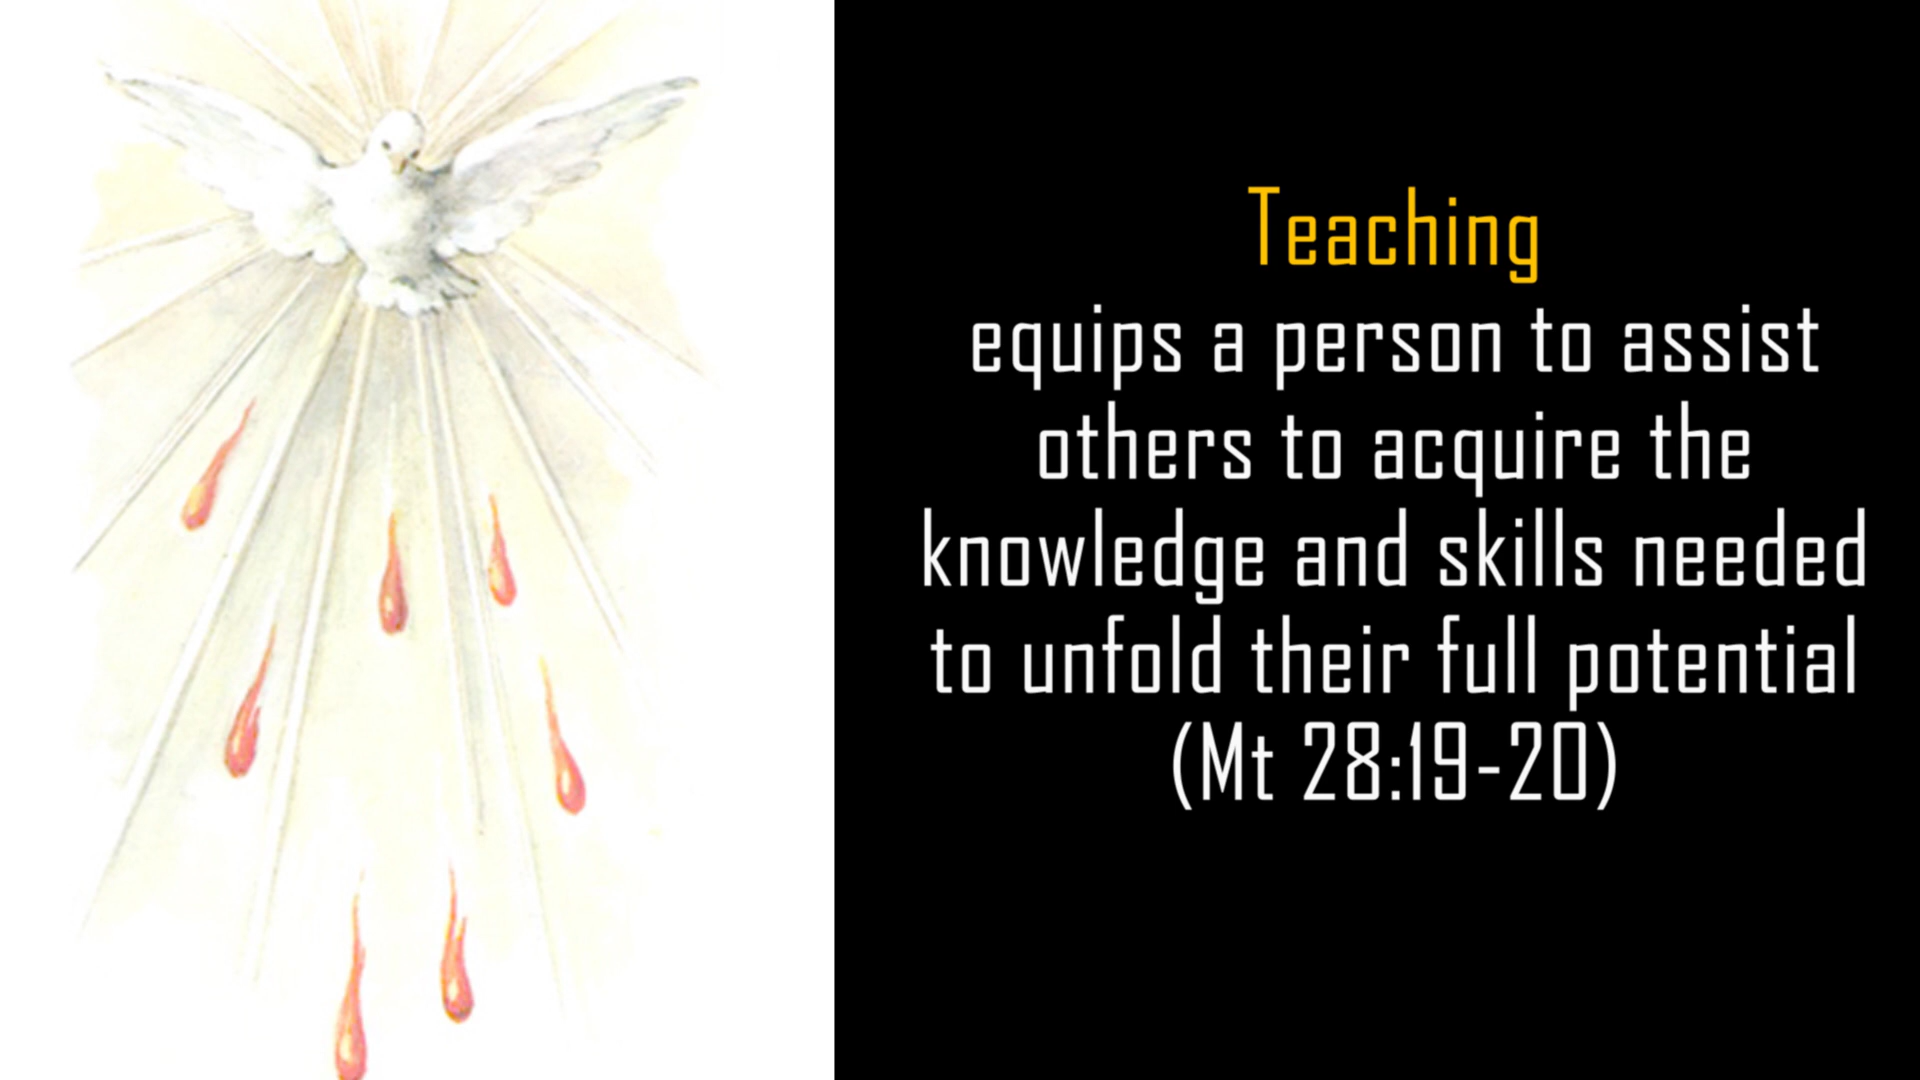 Teaching
equips a person to assist
others to acquire the
knowledge and skills needed
to unfold their full potential
(Mt 28:19-20)